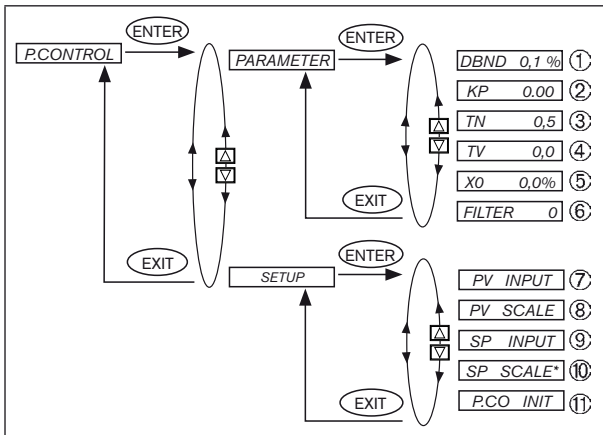 ENTER
P.CONTROL
ENTER
PARAMETER
DBND 0,1 % ①
KP 0.00 ②
TN 0,5 ③
TV 0,0 ④
X0 0,0% ⑤
FILTER 0 ⑥
EXIT
EXIT
ENTER
SETUP
PV INPUT ⑦
PV SCALE ⑧
SP INPUT ⑨
SP SCALE* ⑩
P.CO INIT ⑪
EXIT